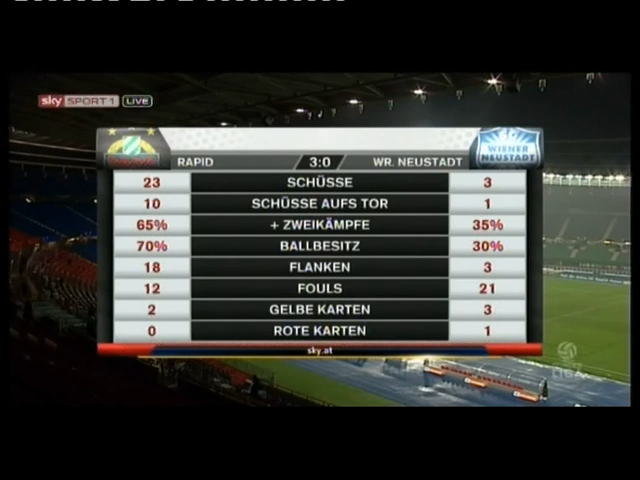 sky SPORT 1 LIVE
RAPID 3:0 WR. NEUSTADT
WIENER
NEUSTADT
23 SCHÜSSE 3
10 SCHÜSSE AUFS TOR 1
65% + ZWEIKÄMPFE 35%
70% BALLBESITZ 30%
18 FLANKEN 3
12 FOULS 21
2 GELBE KARTEN 3
0 ROTE KARTEN 1
sky.at